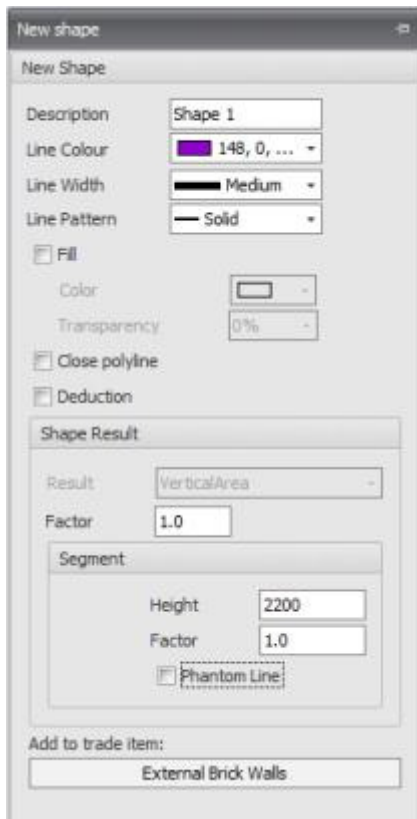 New shape
New Shape
Description Shape 1
Line Colour 148, 0, ...
Line Width Medium
Line Pattern Solid
Fill
Color
Transparency 0%
Close polyline
Deduction
Shape Result
Result VerticalArea
Factor 1.0
Segment
Height 2200
Factor 1.0
Phantom Line
Add to trade item:
External Brick Walls